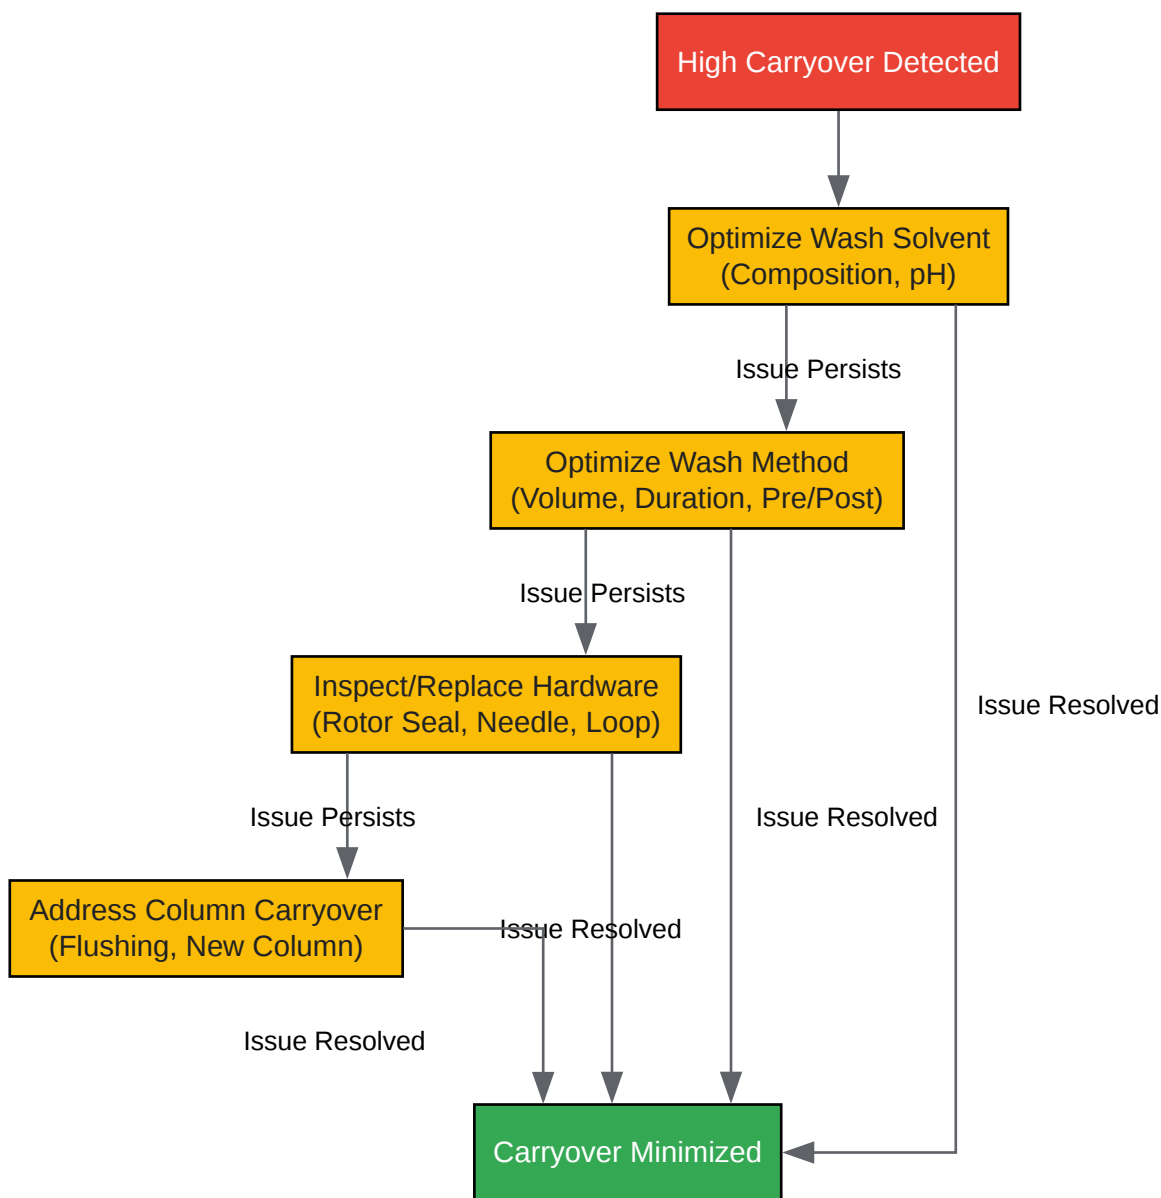 High Carryover Detected
Optimize Wash Solvent
(Composition, pH)
Issue Persists
Optimize Wash Method
(Volume, Duration, Pre/Post)
Issue Persists
Inspect/Replace Hardware
(Rotor Seal, Needle, Loop)
Issue Resolved
Issue Persists
Issue Resolved
Address Column Carryover
(Flushing, New Column)
Issue Resolved
Issue Resolved
Carryover Minimized